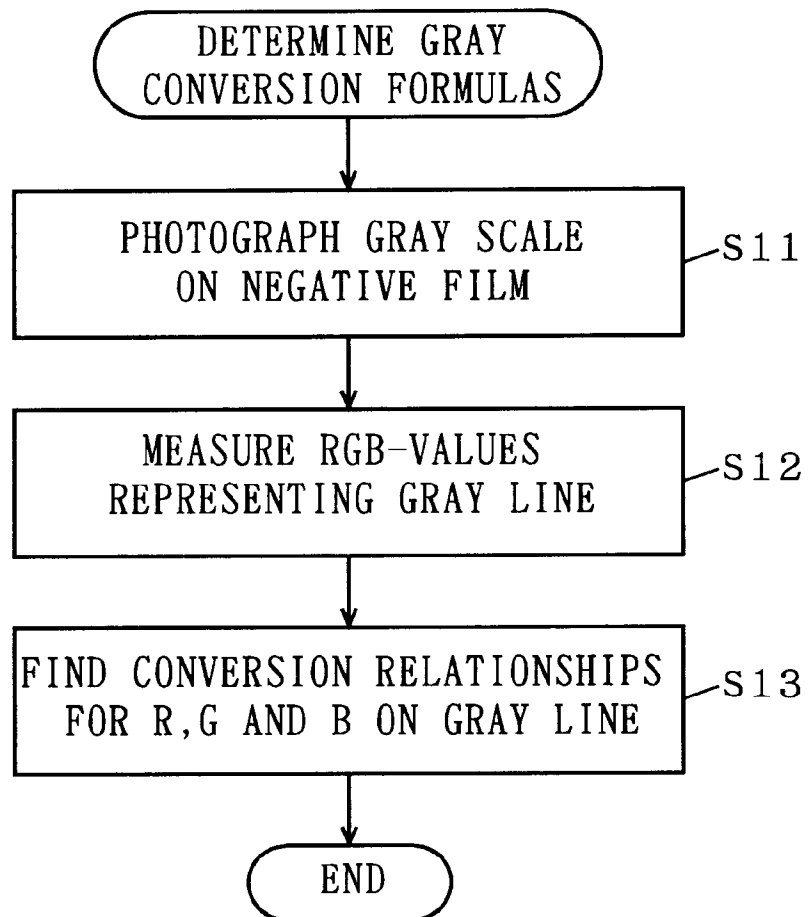 DETERMINE GRAY
CONVERSION FORMULAS
PHOTOGRAPH GRAY SCALE
ON NEGATIVE FILM
S11
MEASURE RGB-VALUES
REPRESENTING GRAY LINE
S12
FIND CONVERSION RELATIONSHIPS
FOR R,G AND B ON GRAY LINE
S13
END